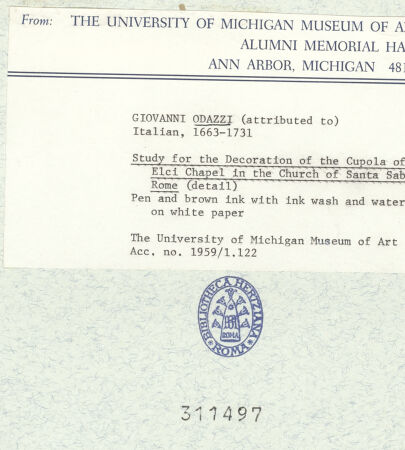 From: THE UNIVERSITY OF MICHIGAN MUSEUM OF A
ALUMNI MEMORIAL HA
ANN ARBOR, MICHIGAN 481
GIOVANNI ODAZZI (attributed to)
Italian, 1663-1731
Study for the Decoration of the Cupola of
Elci Chapel in the Church of Santa Sab
Rome (detail)
Pen and brown ink with ink wash and water
on white paper
The University of Michigan Museum of Art
Acc. no. 1959/1.122
BIBLIOTHECA HERTZIANA
BH
ROMA
ROMA
311497